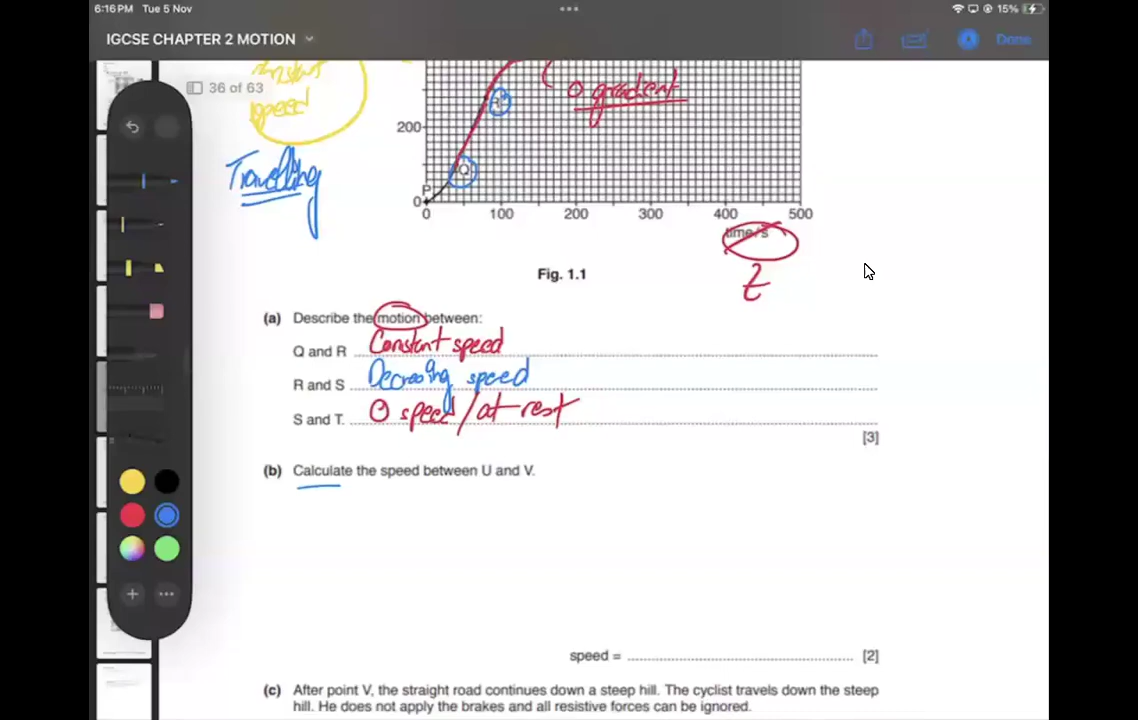 6:16 PM Tue 5 Nov
15%
IGCSE CHAPTER 2 MOTION
Done
36 of 63
constant
speed
0 gradient
R
200
Travelling
Q
P
0
0 100 200 300 400 500
time/s
t
Fig. 1.1
(a) Describe the motion between:
Q and R Constant speed
R and S Decreasing speed
S and T. 0 speed / at rest
[3]
(b) Calculate the speed between U and V.
speed = [2]
(c) After point V, the straight road continues down a steep hill. The cyclist travels down the steep
hill. He does not apply the brakes and all resistive forces can be ignored.